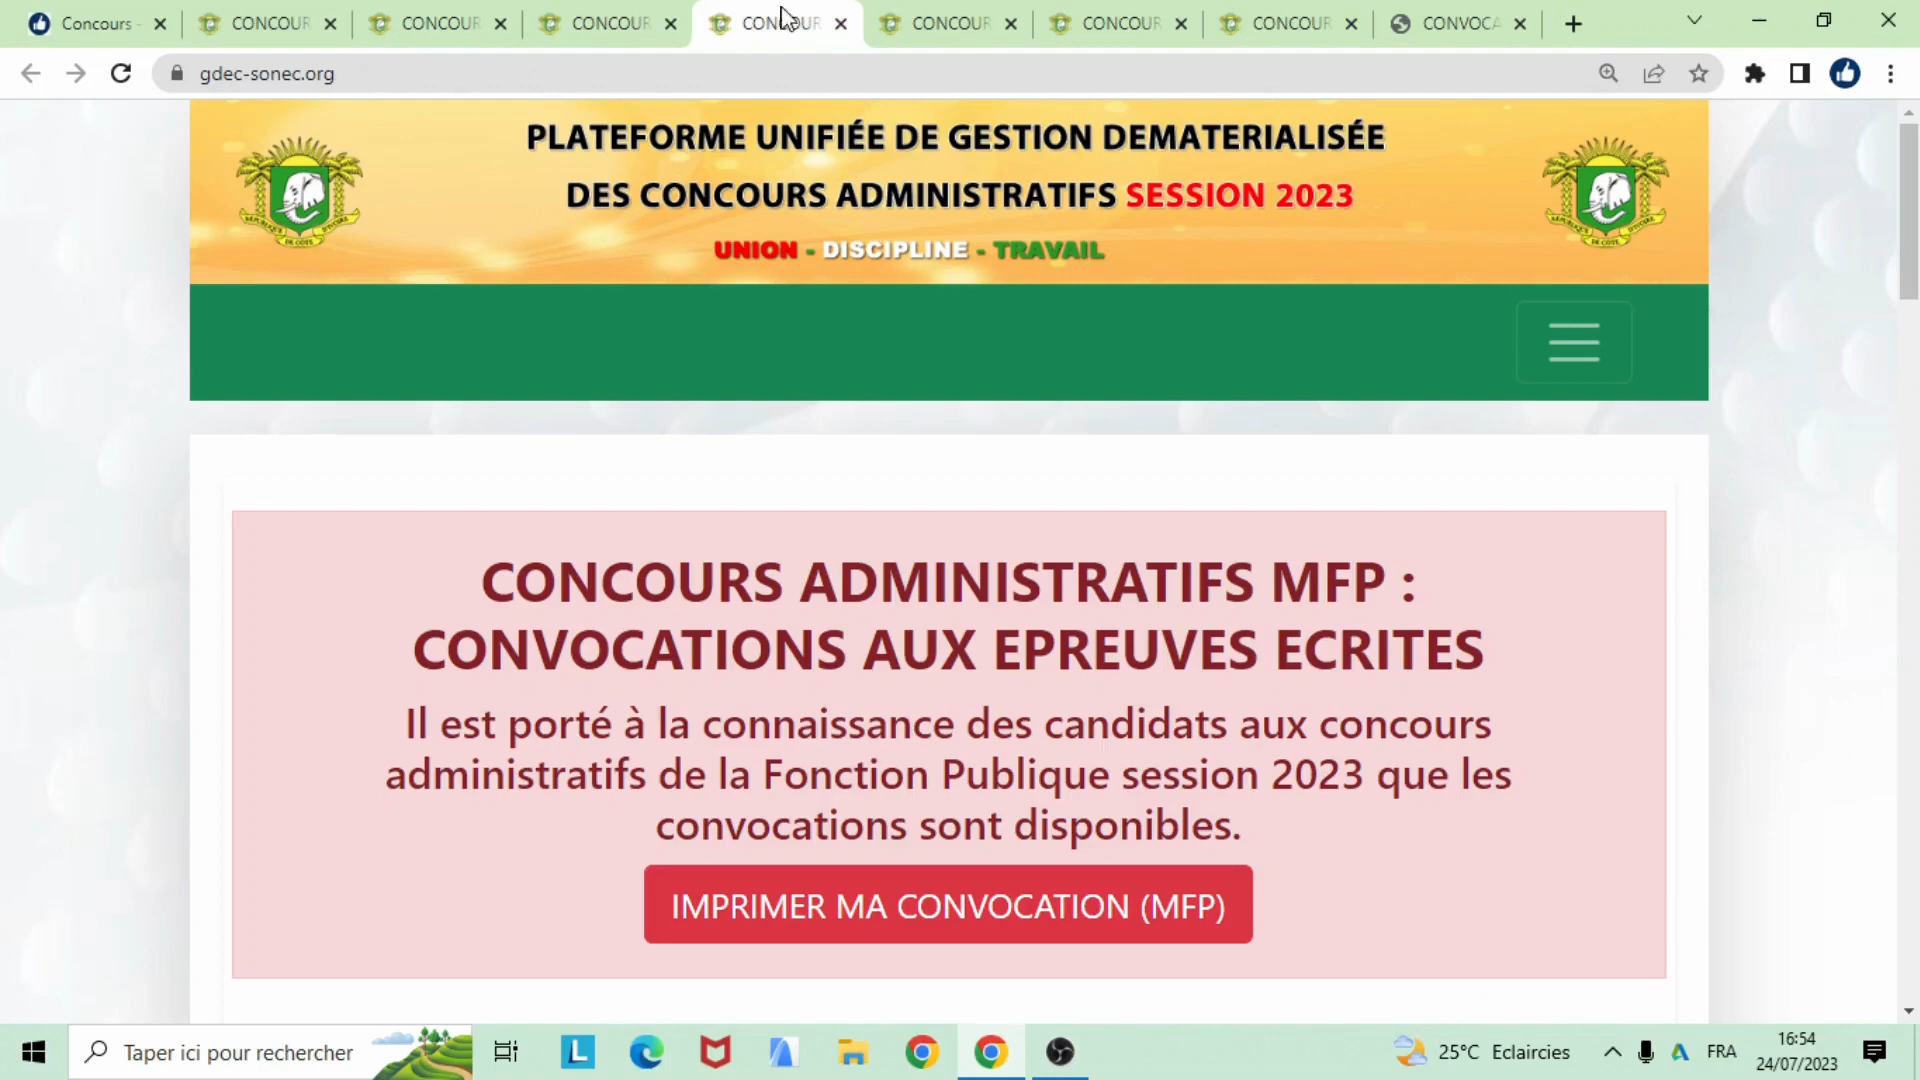 Concours -
CONCOUR
CONCOUR
CONCOUR
CONCOUR
CONCOUR
CONCOUR
CONCOUR
CONVOCA
gdec-sonec.org
PLATEFORME UNIFIÉE DE GESTION DEMATERIALISÉE
DES CONCOURS ADMINISTRATIFS SESSION 2023
UNION - DISCIPLINE - TRAVAIL
CONCOURS ADMINISTRATIFS MFP :
CONVOCATIONS AUX EPREUVES ECRITES
Il est porté à la connaissance des candidats aux concours
administratifs de la Fonction Publique session 2023 que les
convocations sont disponibles.
IMPRIMER MA CONVOCATION (MFP)
Taper ici pour rechercher
25°C Eclaircies
FRA
16:54
24/07/2023